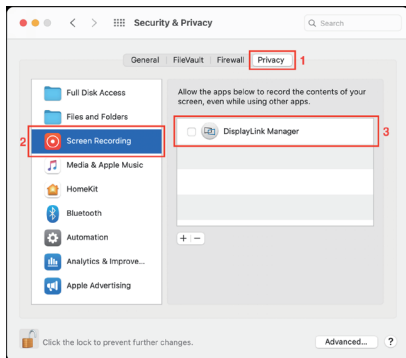 Security & Privacy
Search
General FileVault Firewall Privacy
1
Full Disk Access
Files and Folders
2
Screen Recording
Media & Apple Music
HomeKit
Bluetooth
Automation
Analytics & Improve...
Apple Advertising
Allow the apps below to record the contents of your
screen, even while using other apps.
DisplayLink Manager
3
+ −
Click the lock to prevent further changes.
Advanced...
?